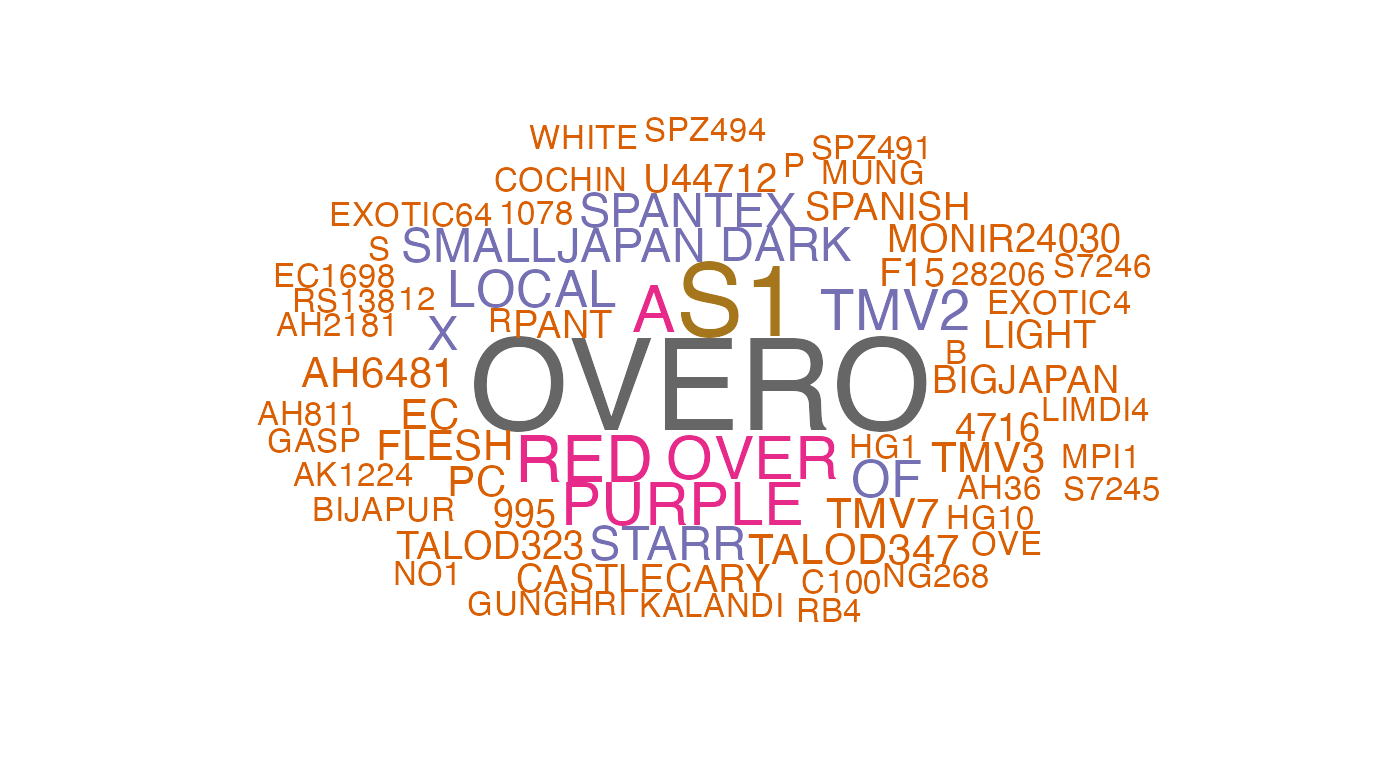 WHITE SPZ494
SPZ491
P MUNG
COCHIN U44712
EXOTIC64 1078 SPANTEX SPANISH
S SMALLJAPAN DARK MONIR24030
EC1698 F15 28206 S7246
RS13812 LOCAL A S1 TMV2 EXOTIC4
AH2181 X R PANT LIGHT
B
AH6481 OVERO BIGJAPAN
AH811 EC LIMDI4
4716
GASP FLESH RED OVER HG1 TMV3 MPI1
AK1224 PC OF AH36 S7245
BIJAPUR 995 PURPLE TMV7 HG10
TALOD323 STARR TALOD347 OVE
NO1 CASTLECARY C100 NG268
GUNGHRI KALANDI RB4